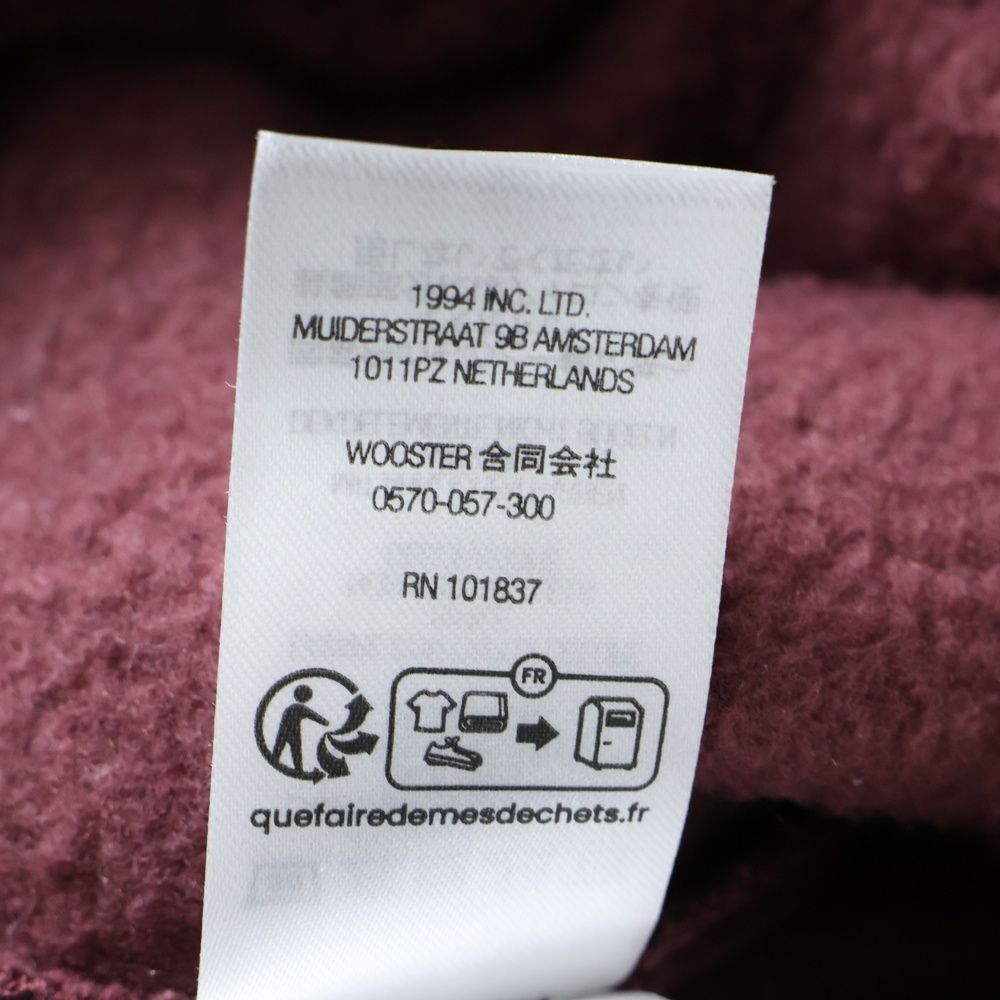 1994 INC. LTD.
MUIDERSTRAAT 9B AMSTERDAM
1011PZ NETHERLANDS
WOOSTER 合同会社
0570-057-300
RN 101837
FR
quefairedemesdechets.fr